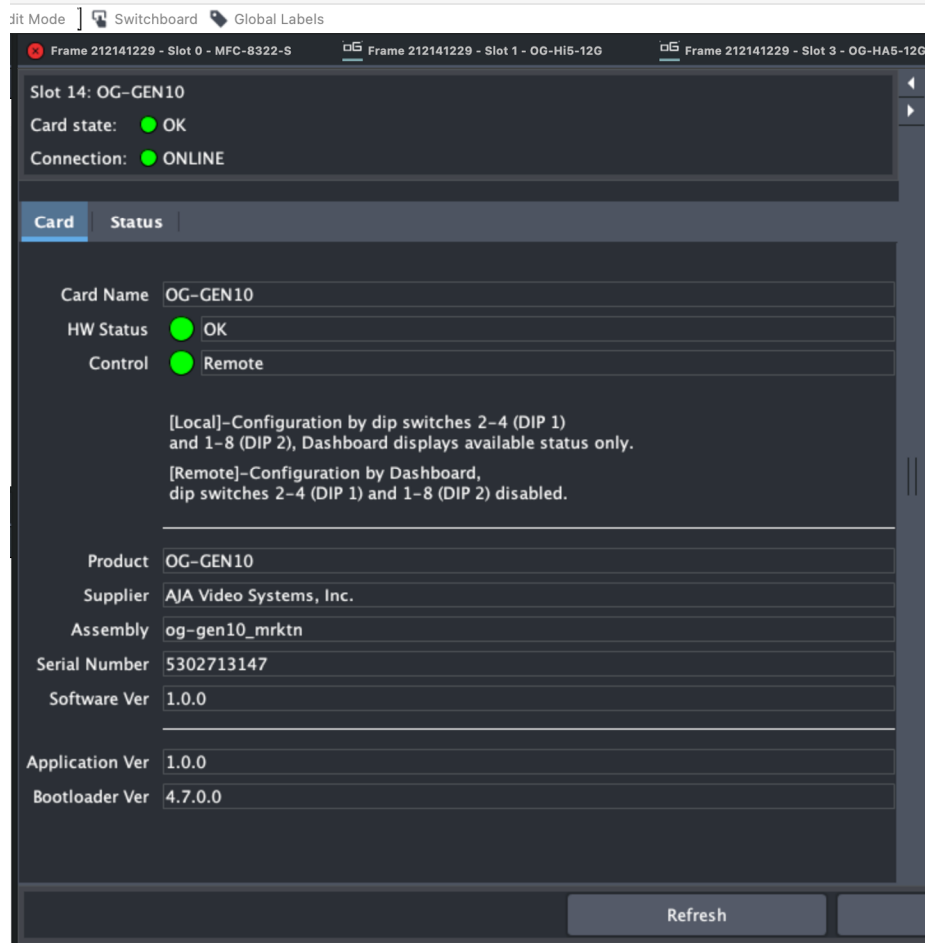 dit Mode ] Switchboard Global Labels
Frame 212141229 - Slot 0 - MFC-8322-S OG Frame 212141229 - Slot 1 - OG-Hi5-12G OG Frame 212141229 - Slot 3 - OG-HA5-12G
Slot 14: OG-GEN10
Card state: OK
Connection: ONLINE
Card Status
Card Name OG-GEN10
HW Status OK
Control Remote
[Local]-Configuration by dip switches 2-4 (DIP 1)
and 1-8 (DIP 2), Dashboard displays available status only.
[Remote]-Configuration by Dashboard,
dip switches 2-4 (DIP 1) and 1-8 (DIP 2) disabled.
Product OG-GEN10
Supplier AJA Video Systems, Inc.
Assembly og-gen10_mrktn
Serial Number 5302713147
Software Ver 1.0.0
Application Ver 1.0.0
Bootloader Ver 4.7.0.0
Refresh